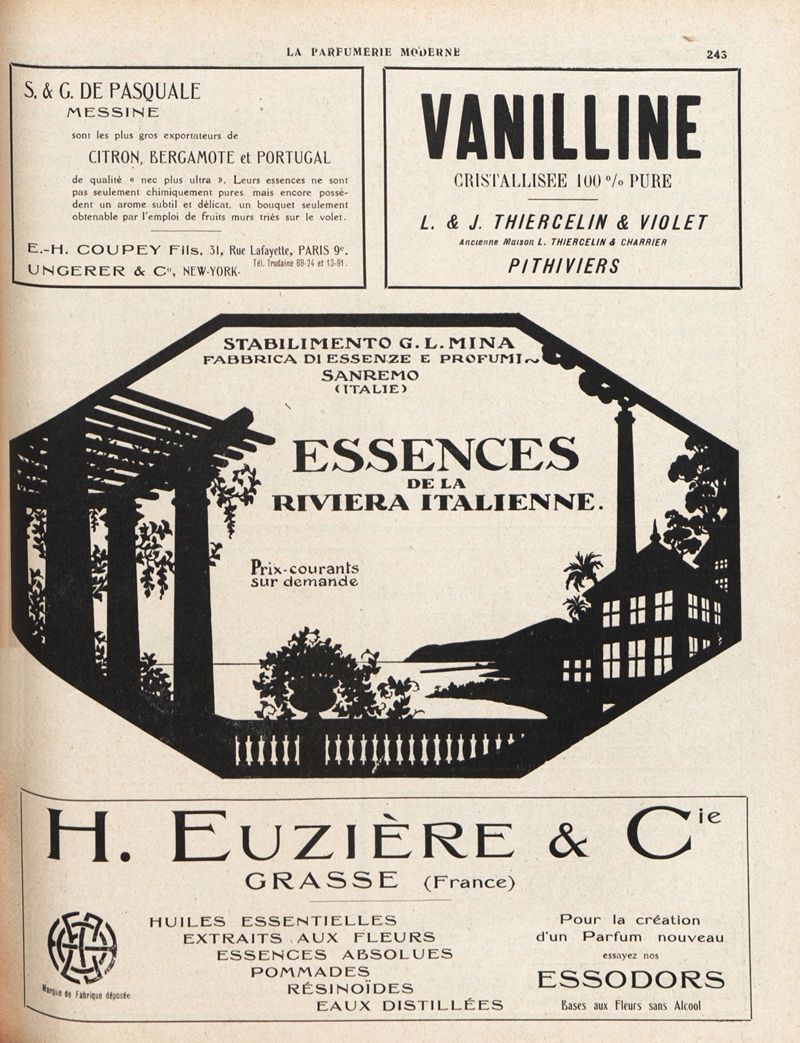 LA PARFUMERIE MODERNE
243
S. & G. DE PASQUALE
MESSINE
sont les plus gros exportateurs de
CITRON, BERGAMOTE et PORTUGAL
de qualité « nec plus ultra ». Leurs essences ne sont
pas seulement chimiquement pures mais encore possè-
dent un arome subtil et délicat, un bouquet seulement
obtenable par l'emploi de fruits murs triés sur le volet.
E.-H. COUPEY Fils, 31, Rue Lafayette, PARIS 9e.
Tél. Trudaine 69-24 et 13-91.
UNGERER & Co, NEW-YORK.
VANILLINE
CRISTALLISEE 100 % PURE
L. & J. THIERCELIN & VIOLET
Ancienne Maison L. THIERCELIN & CHARRIER
PITHIVIERS
STABILIMENTO G. L. MINA
FABBRICA DI ESSENZE E PROFUMI~
SANREMO
(ITALIE)
ESSENCES
DE LA
RIVIERA ITALIENNE.
Prix-courants
sur demande
H. EUZIÈRE & Cie
GRASSE (France)
HUILES ESSENTIELLES
EXTRAITS AUX FLEURS
ESSENCES ABSOLUES
POMMADES
RÉSINOÏDES
EAUX DISTILLÉES
Marque de Fabrique déposée
Pour la création
d'un Parfum nouveau
essayez nos
ESSODORS
Bases aux Fleurs sans Alcool